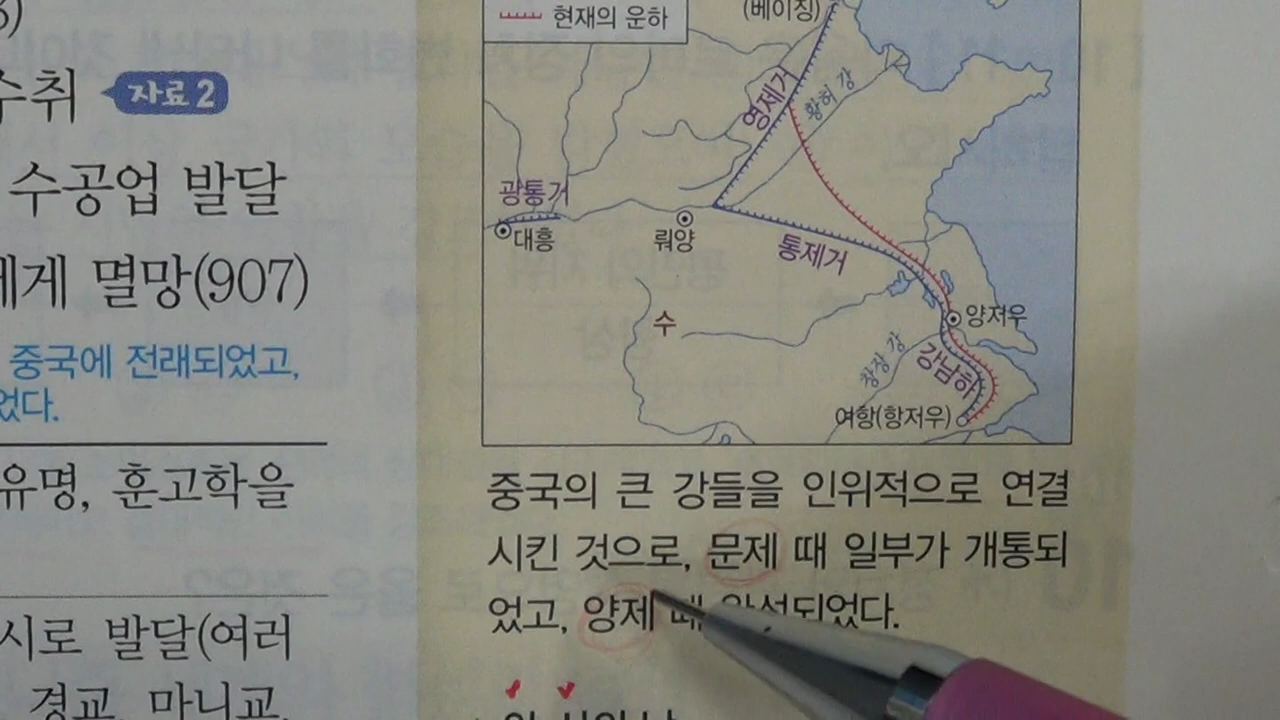 수취 자료 2
수공업 발달
에게 멸망(907)
중국에 전래되었고,
었다.
유명, 훈고학을
시로 발달(여러
경교, 마니교,
현재의 운하
(베이징)
영제거
황허 강
광통거
대흥
뤄양
통제거
수
양저우
창장 강
강남하
여항(항저우)
중국의 큰 강들을 인위적으로 연결
시킨 것으로, 문제 때 일부가 개통되
었고, 양제 때 완성되었다.